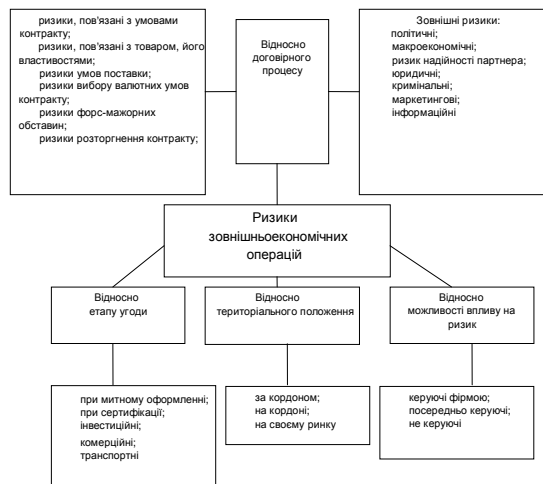 ризики, пов'язані з умовами
контракту;
ризики, пов'язані з товаром, його
властивостями;
ризики умов поставки;
ризики вибору валютних умов
контракту;
ризики форс-мажорних
обставин;
ризики розторгнення контракту;
Відносно
договірного
процесу
Зовнішні ризики:
політичні;
макроекономічні;
ризик надійності партнера;
юридичні;
кримінальні;
маркетингові;
інформаційні
Ризики
зовнішньоекономічних
операцій
Відносно
етапу угоди
Відносно
територіального положення
Відносно
можливості впливу на
ризик
при митному оформленні;
при сертифікації;
інвестиційні;
комерційні;
транспортні
за кордоном;
на кордоні;
на своєму ринку
керуючі фірмою;
посередньо керуючі;
не керуючі